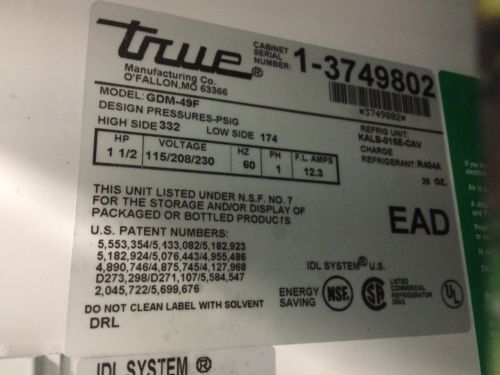 true®
Manufacturing Co.
O'FALLON, MO 63366
CABINET
SERIAL
NUMBER:
1-3749802
*3749802*
MODEL: GDM-49F
DESIGN PRESSURES-PSIG
HIGH SIDE 332 LOW SIDE 174
REFRIG UNIT:
KALB-015E-CAV
CHARGE
REFRIGERANT: R404A
26 OZ.
HP VOLTAGE HZ PH F.L. AMPS
1 1/2 115/208/230 60 1 12.3
THIS UNIT LISTED UNDER N.S.F. NO. 7
FOR THE STORAGE AND/OR DISPLAY OF
PACKAGED OR BOTTLED PRODUCTS
EAD
U.S. PATENT NUMBERS:
5,553,354/5,433,082/5,182,923
5,182,924/5,076,443/4,955,486
4,890,746/4,875,745/4,127,968
D273,298/D271,107/5,584,547
2,045,722/5,699,676
IDL SYSTEM® U.S.
ENERGY
SAVING
NSF®
SA
LISTED
COMMERCIAL
REFRIGERATOR
UL
DO NOT CLEAN LABEL WITH SOLVENT
DRL
IDL SYSTEM ®